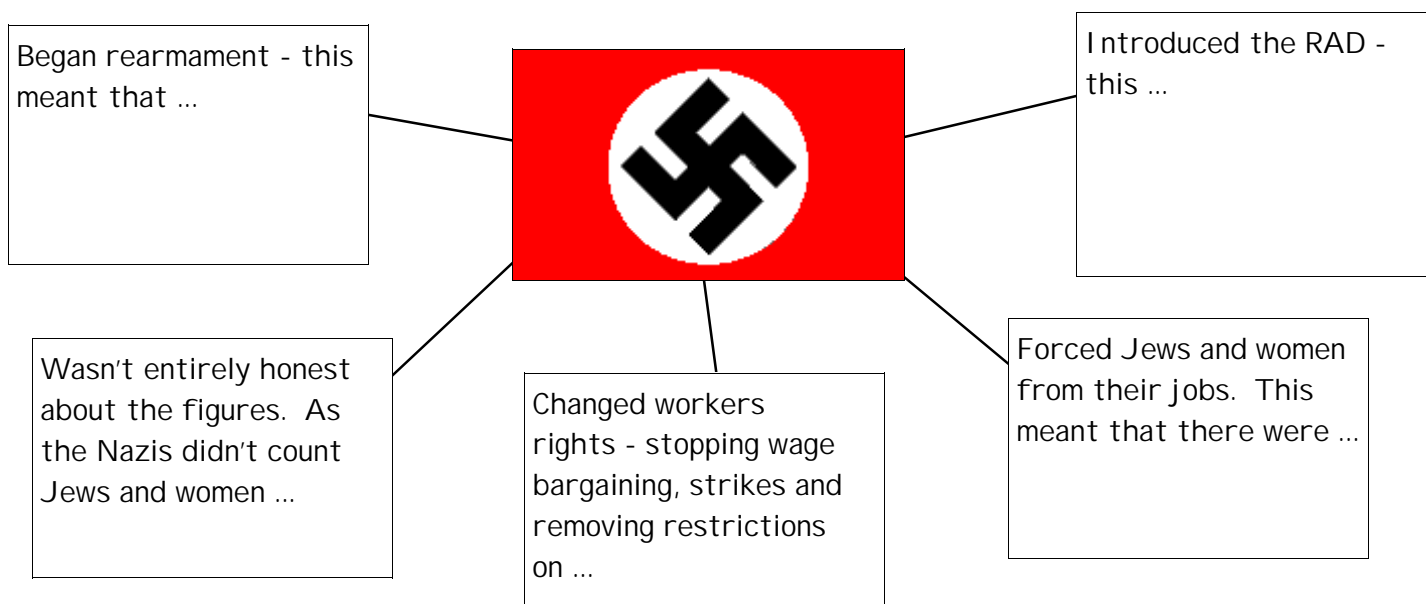 Began rearmament - this
meant that ...
Introduced the RAD -
this ...
Wasn't entirely honest
about the figures. As
the Nazis didn't count
Jews and women ...
Changed workers
rights - stopping wage
bargaining, strikes and
removing restrictions
on ...
Forced Jews and women
from their jobs. This
meant that there were ...